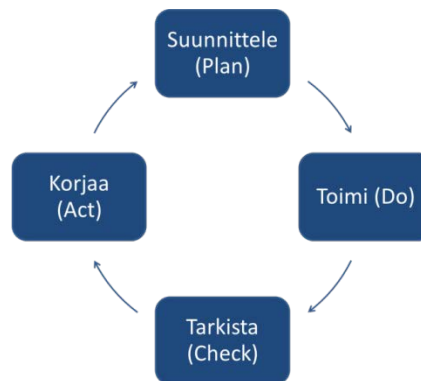 Suunnittele
(Plan)
Toimi (Do)
Tarkista
(Check)
Korjaa
(Act)